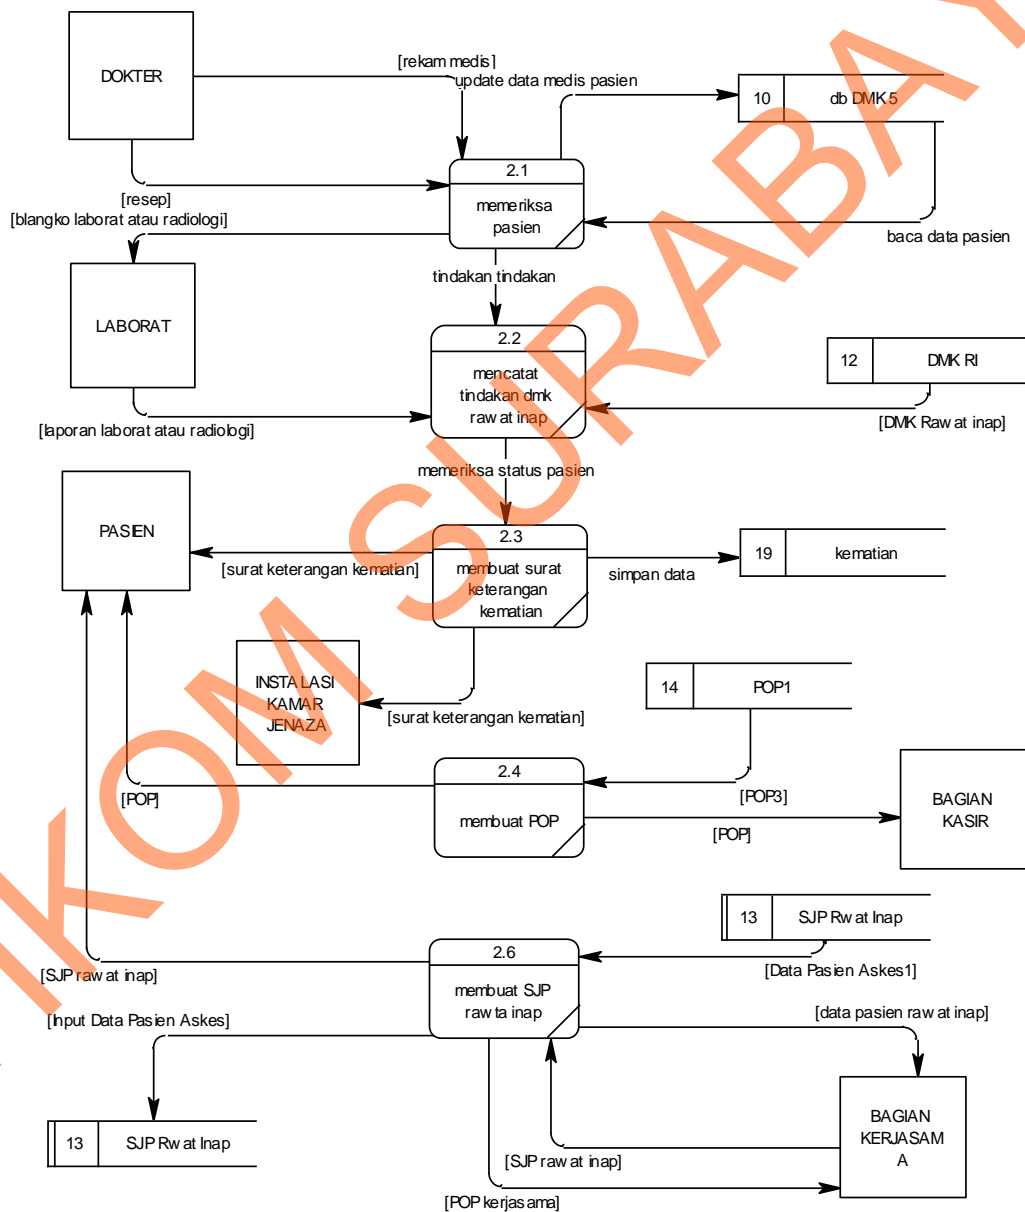 DOKTER
[rekam medis]
update data medis pasien
10
db DMK 5
2.1
memeriksa
pasien
[resep]
[blangko laborat atau radiologi]
baca data pasien
tindakan tindakan
LABORAT
2.2
mencatat
tindakan dmk
rawat inap
12
DMK RI
[laporan laborat atau radiologi]
[DMK Rawat inap]
memeriksa status pasien
PASIEN
2.3
membuat surat
keterangan
kematian
[surat keterangan kematian]
simpan data
19
kematian
INSTALASI
KAMAR
JENAZA
[surat keterangan kematian]
14
POP1
2.4
membuat POP
[POP]
[POP3]
[POP]
BAGIAN
KASIR
13
SJP Rwat Inap
2.6
membuat SJP
rawta inap
[SJP rawat inap]
[Data Pasien Askes1]
[Input Data Pasien Askes]
[data pasien rawat inap]
13
SJP Rwat Inap
BAGIAN
KERJASAM
A
[SJP rawat inap]
[POP kerjasama]
IKOM SURABAY